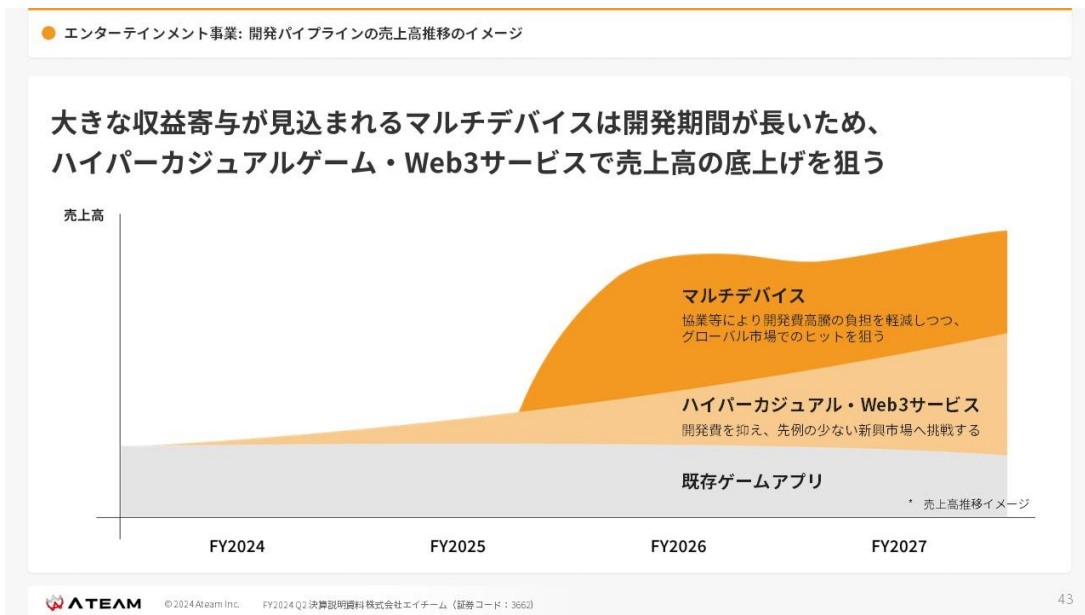 エンターテインメント事業: 開発パイプラインの売上高推移のイメージ
大きな収益寄与が見込まれるマルチデバイスは開発期間が長いため、
ハイパーカジュアルゲーム・Web3サービスで売上高の底上げを狙う
売上高
マルチデバイス
協業等により開発費高騰の負担を軽減しつつ、
グローバル市場でのヒットを狙う
ハイパーカジュアル・Web3サービス
開発費を抑え、先例の少ない新興市場へ挑戦する
既存ゲームアプリ
* 売上高推移イメージ
FY2024 FY2025 FY2026 FY2027
ATEAM ©2024 Ateam Inc. FY2024 Q2 決算説明資料 株式会社エイチーム（証券コード：3662） 43